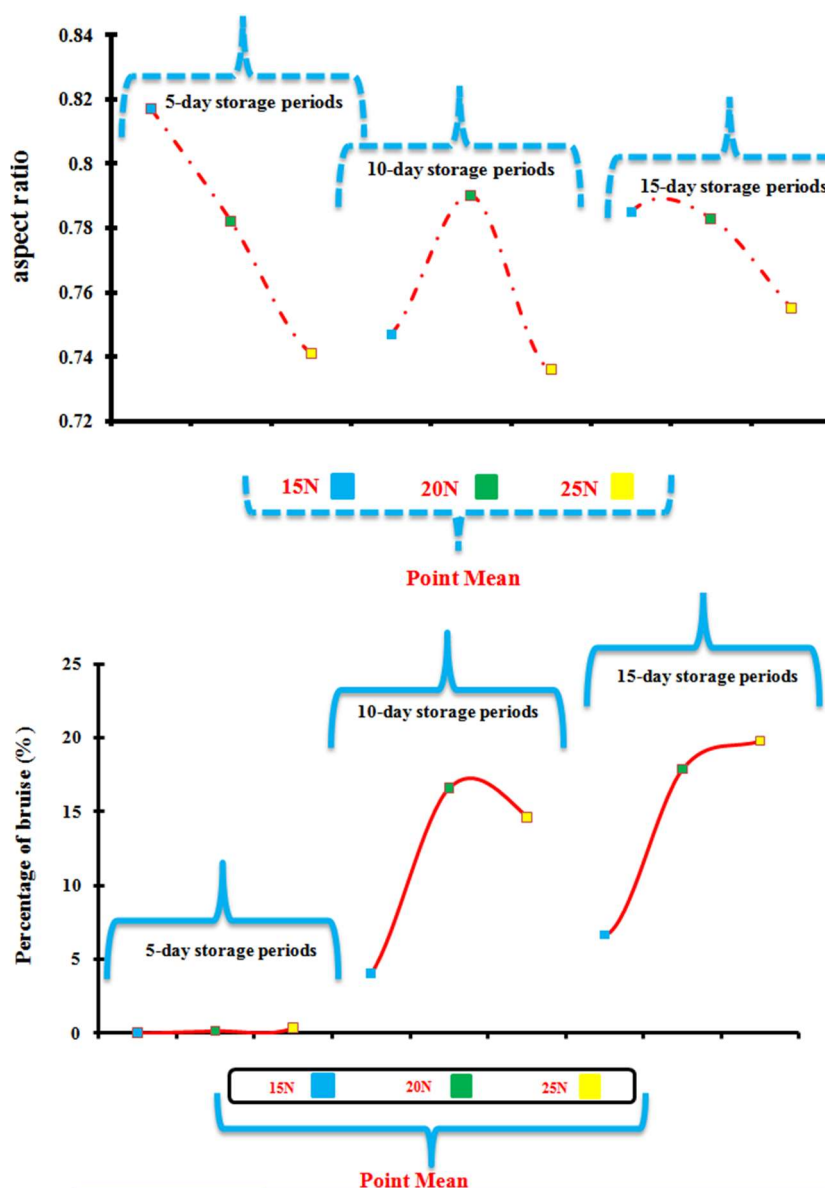 0.84
0.82
0.8
0.78
0.76
0.74
0.72
aspect ratio
5-day storage periods
10-day storage periods
15-day storage periods
15N 20N 25N
Point Mean
25
20
15
10
5
0
Percentage of bruise (%)
5-day storage periods
10-day storage periods
15-day storage periods
15N 20N 25N
Point Mean